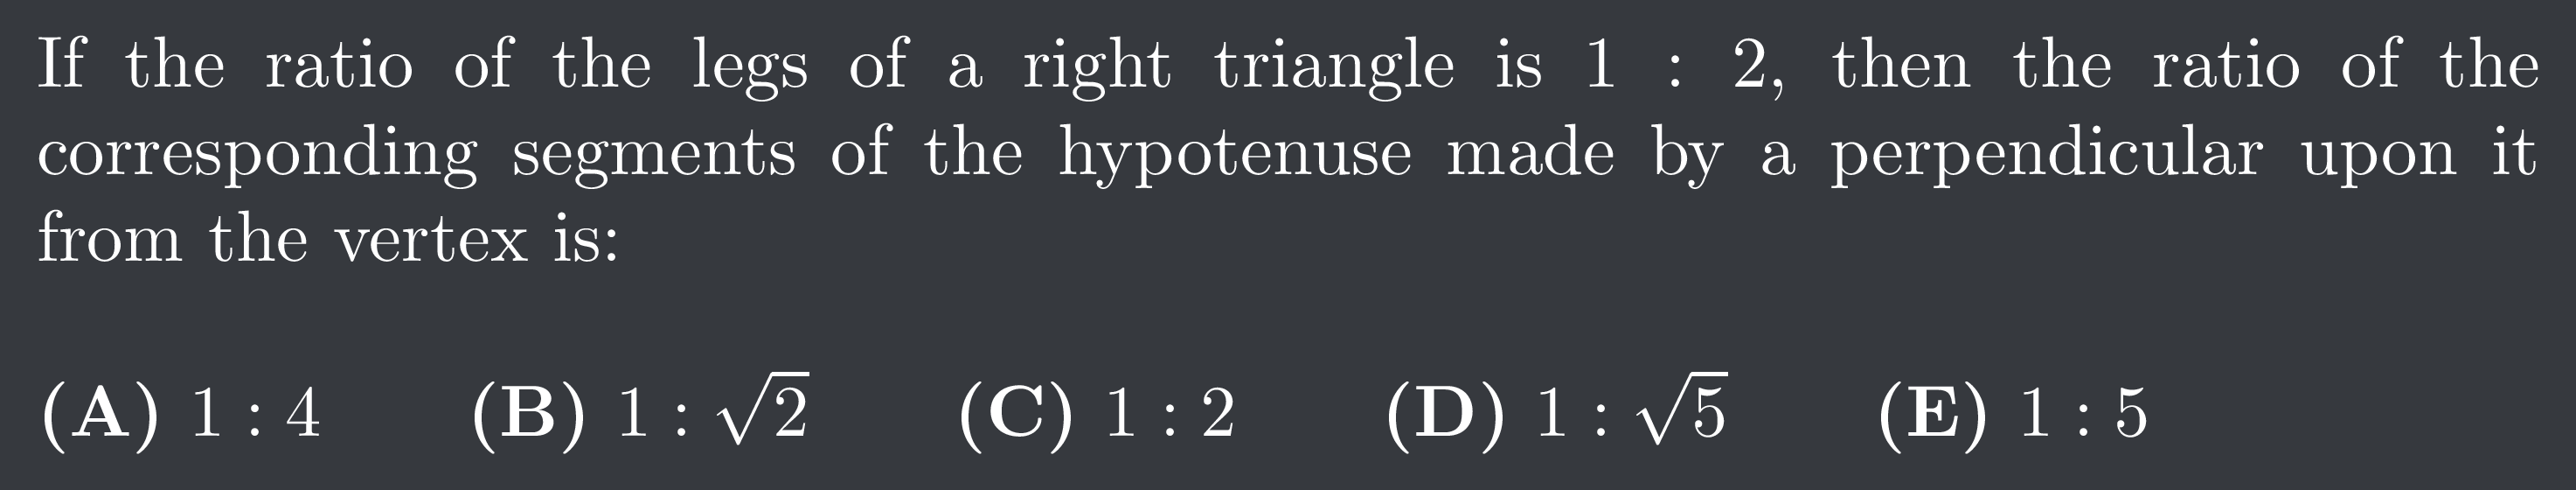 If the ratio of the legs of a right triangle is 1 : 2, then the ratio of the
corresponding segments of the hypotenuse made by a perpendicular upon it
from the vertex is:
(A) 1 : 4 (B) 1 : √2 (C) 1 : 2 (D) 1 : √5 (E) 1 : 5